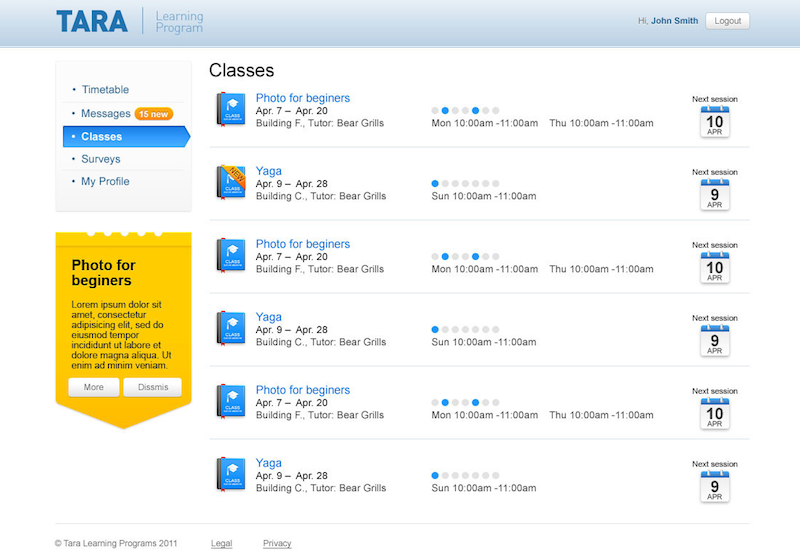 TARA
Learning
Program
Hi, John Smith
Logout
Timetable
Messages 15 new
Classes
Surveys
My Profile
Photo for
beginers
Lorem ipsum dolor sit
amet, consectetur
adipisicing elit, sed do
eiusmod tempor
incididunt ut labore et
dolore magna aliqua. Ut
enim ad minim veniam.
More
Dissmis
Classes
CLASS
Photo for beginers
Apr. 7 – Apr. 20
Building F., Tutor: Bear Grills
Mon 10:00am -11:00am Thu 10:00am -11:00am
Next session
10
APR
NEW
CLASS
Yaga
Apr. 9 – Apr. 28
Building C., Tutor: Bear Grills
Sun 10:00am -11:00am
Next session
9
APR
CLASS
Photo for beginers
Apr. 7 – Apr. 20
Building F., Tutor: Bear Grills
Mon 10:00am -11:00am Thu 10:00am -11:00am
Next session
10
APR
CLASS
Yaga
Apr. 9 – Apr. 28
Building C., Tutor: Bear Grills
Sun 10:00am -11:00am
Next session
9
APR
CLASS
Photo for beginers
Apr. 7 – Apr. 20
Building F., Tutor: Bear Grills
Mon 10:00am -11:00am Thu 10:00am -11:00am
Next session
10
APR
CLASS
Yaga
Apr. 9 – Apr. 28
Building C., Tutor: Bear Grills
Sun 10:00am -11:00am
Next session
9
APR
© Tara Learning Programs 2011
Legal
Privacy